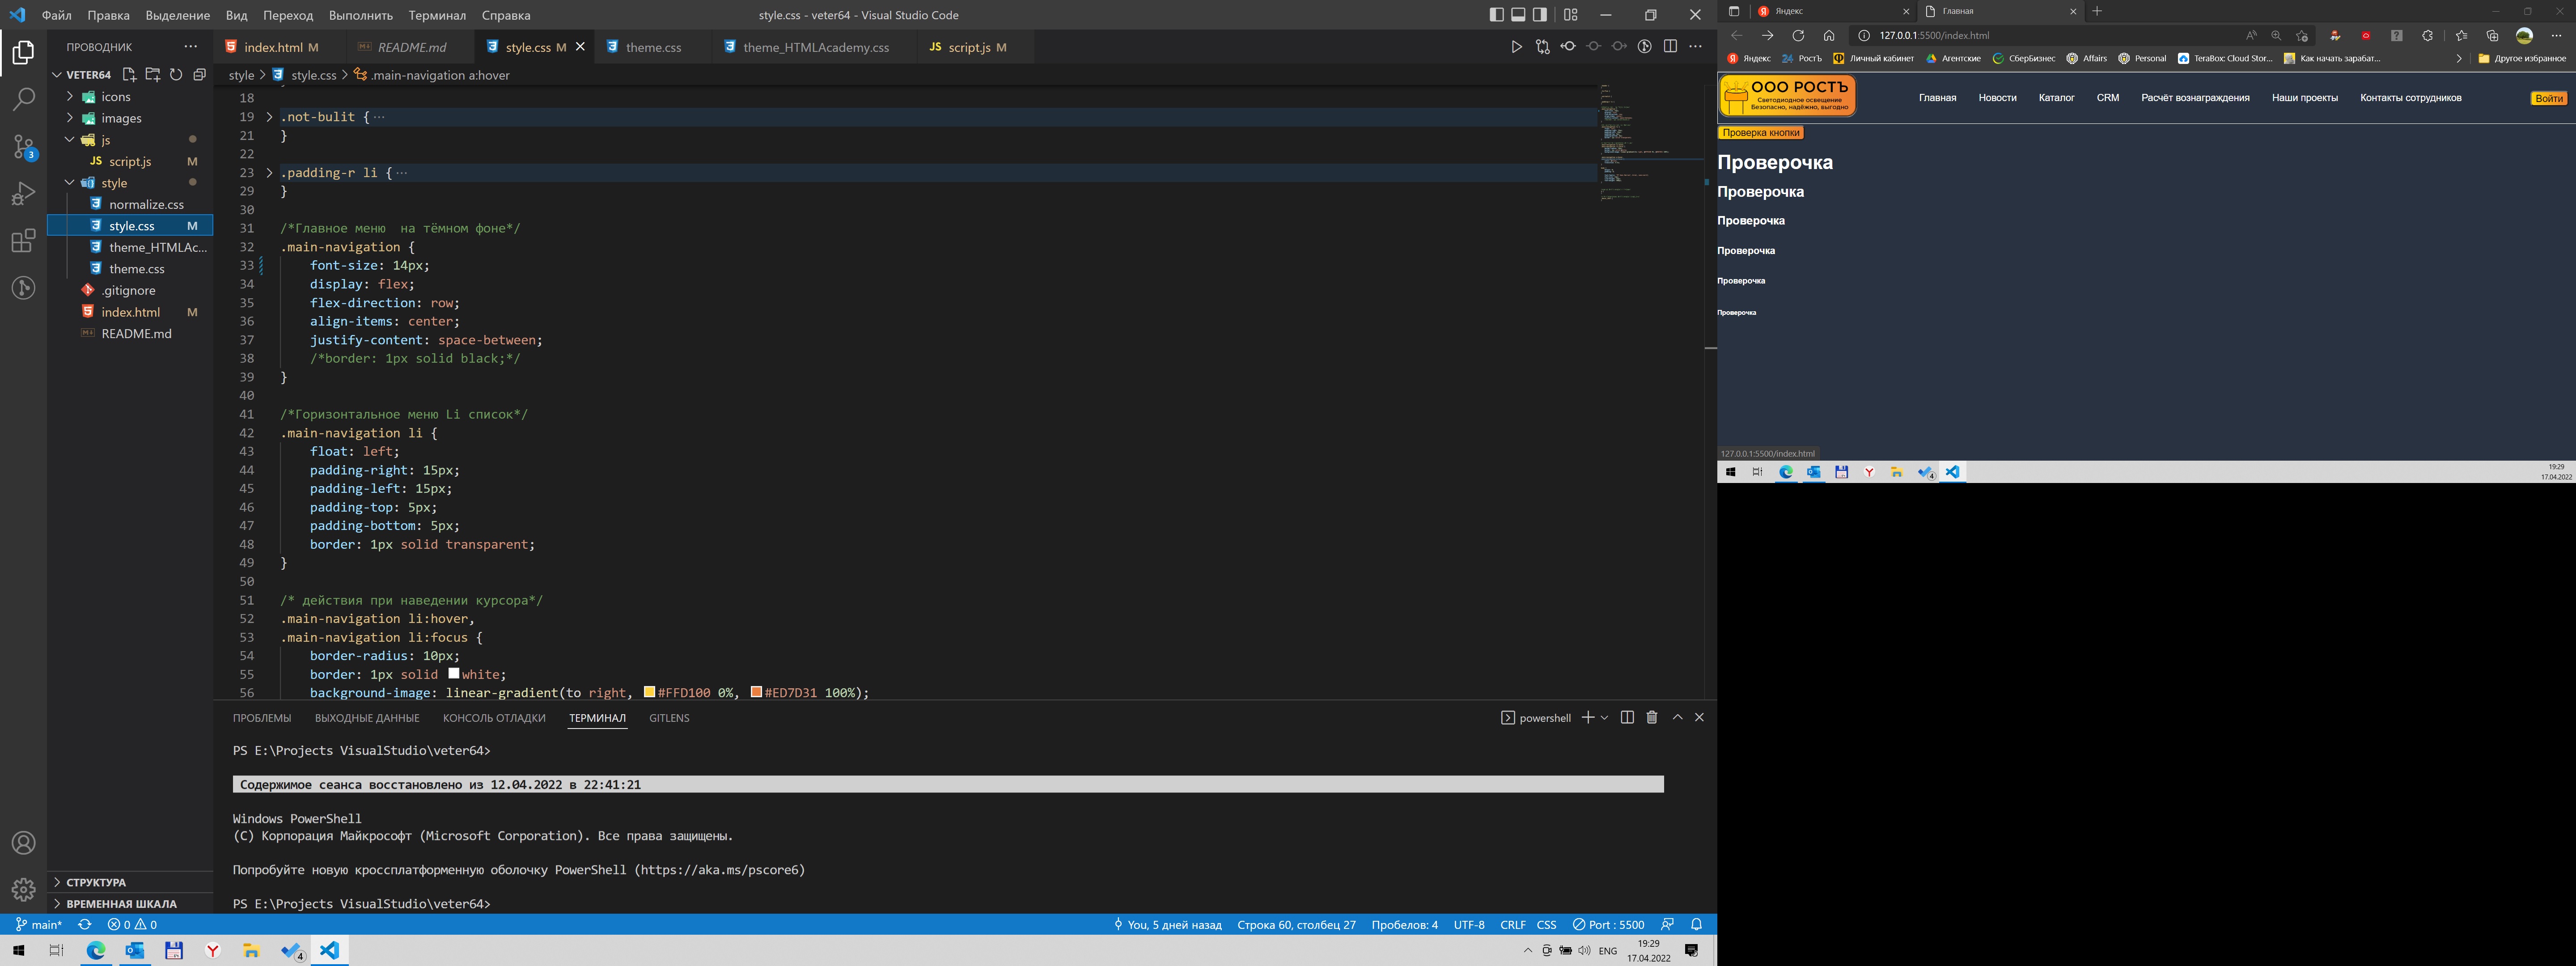 Файл Правка Выделение Вид Переход Выполнить Терминал Справка
style.css - veter64 - Visual Studio Code
ПРОВОДНИК
VETER64
icons
images
js
script.js M
style
normalize.css
style.css M
theme_HTMLAc...
theme.css
.gitignore
index.html M
README.md
СТРУКТУРА
ВРЕМЕННАЯ ШКАЛА
3
index.html M README.md style.css M theme.css theme_HTMLAcademy.css script.js M
style > style.css > .main-navigation a:hover
18
19 .not-bulit {···
21 }
22
23 .padding-r li {···
29 }
30
31 /*Главное меню  на тёмном фоне*/
32 .main-navigation {
33 font-size: 14px;
34 display: flex;
35 flex-direction: row;
36 align-items: center;
37 justify-content: space-between;
38 /*border: 1px solid black;*/
39 }
40
41 /*Горизонтальное меню Li список*/
42 .main-navigation li {
43 float: left;
44 padding-right: 15px;
45 padding-left: 15px;
46 padding-top: 5px;
47 padding-bottom: 5px;
48 border: 1px solid transparent;
49 }
50
51 /* действия при наведении курсора*/
52 .main-navigation li:hover,
53 .main-navigation li:focus {
54 border-radius: 10px;
55 border: 1px solid white;
56 background-image: linear-gradient(to right, #FFD100 0%, #ED7D31 100%);
ПРОБЛЕМЫ ВЫХОДНЫЕ ДАННЫЕ КОНСОЛЬ ОТЛАДКИ ТЕРМИНАЛ GITLENS
powershell
PS E:\Projects VisualStudio\veter64>
Содержимое сеанса восстановлено из 12.04.2022 в 22:41:21
Windows PowerShell
(C) Корпорация Майкрософт (Microsoft Corporation). Все права защищены.
Попробуйте новую кроссплатформенную оболочку PowerShell (https://aka.ms/pscore6)
PS E:\Projects VisualStudio\veter64>
main* 0 0
You, 5 дней назад Строка 60, столбец 27 Пробелов: 4 UTF-8 CRLF CSS Port : 5500
4
ENG
19:29
17.04.2022
Яндекс Главная
127.0.0.1:5500/index.html
Яндекс РостЪ Личный кабинет Агентские СберБизнес Affairs Personal TeraBox: Cloud Stor... Как начать зарабат... Другое избранное
ООО РОСТЪ
Светодиодное освещение
Безопасно, надёжно, выгодно
Главная Новости Каталог CRM Расчёт вознаграждения Наши проекты Контакты сотрудников Войти
Проверка кнопки
Проверочка
Проверочка
Проверочка
Проверочка
Проверочка
Проверочка
127.0.0.1:5500/index.html
4
19:29
17.04.2022